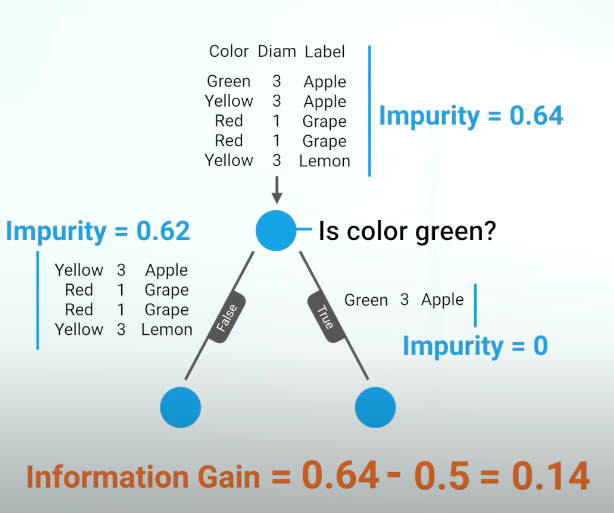 Color Diam Label
Green 3 Apple
Yellow 3 Apple
Red 1 Grape
Red 1 Grape
Yellow 3 Lemon
Impurity = 0.64
Is color green?
Impurity = 0.62
Yellow 3 Apple
Red 1 Grape
Red 1 Grape
Yellow 3 Lemon
False
True
Green 3 Apple
Impurity = 0
Information Gain = 0.64 - 0.5 = 0.14